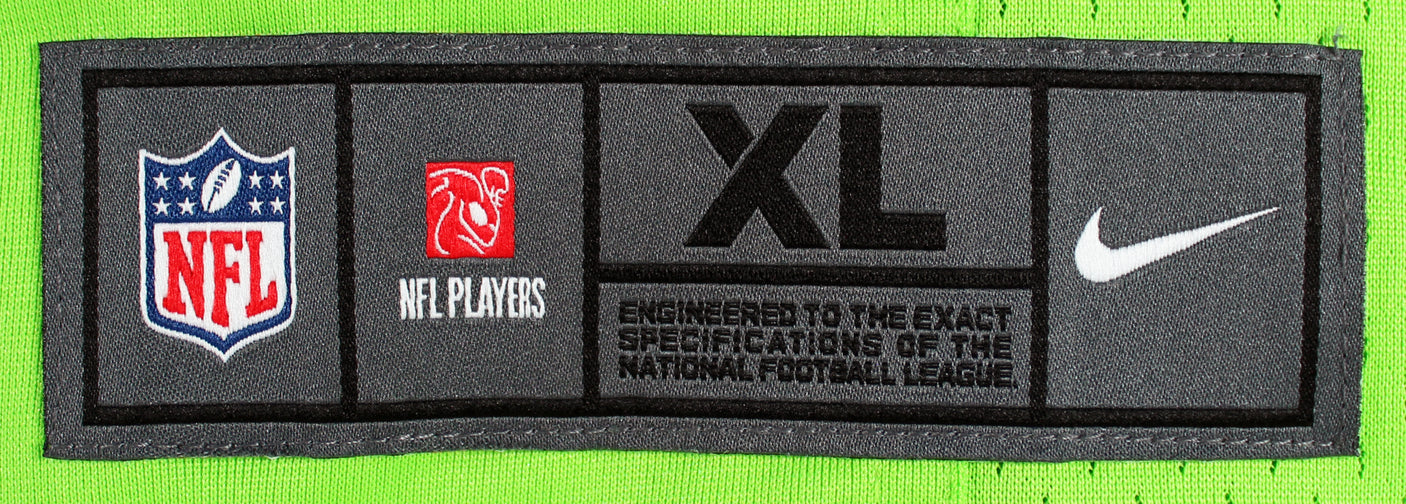 NFL
NFL PLAYERS
XL
ENGINEERED TO THE EXACT
SPECIFICATIONS OF THE
NATIONAL FOOTBALL LEAGUE.